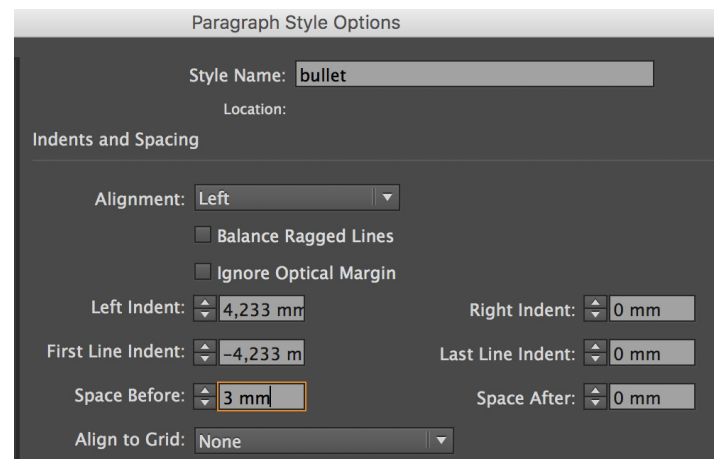 Paragraph Style Options
Style Name: bullet
Location:
Indents and Spacing
Alignment: Left
Balance Ragged Lines
Ignore Optical Margin
Left Indent: 4,233 mm Right Indent: 0 mm
First Line Indent: −4,233 m Last Line Indent: 0 mm
Space Before: 3 mm Space After: 0 mm
Align to Grid: None